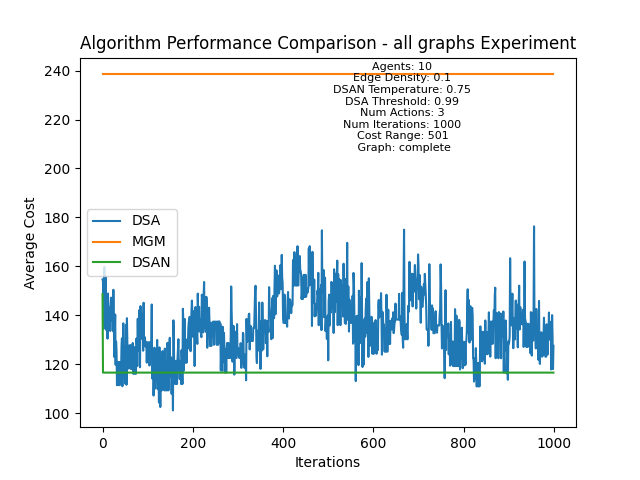 Algorithm Performance Comparison - all graphs Experiment
Agents: 10
Edge Density: 0.1
DSAN Temperature: 0.75
DSA Threshold: 0.99
Num Actions: 3
Num Iterations: 1000
Cost Range: 501
Graph: complete
DSA
MGM
DSAN
Average Cost
240
220
200
180
160
140
120
100
0
200
400
600
800
1000
Iterations